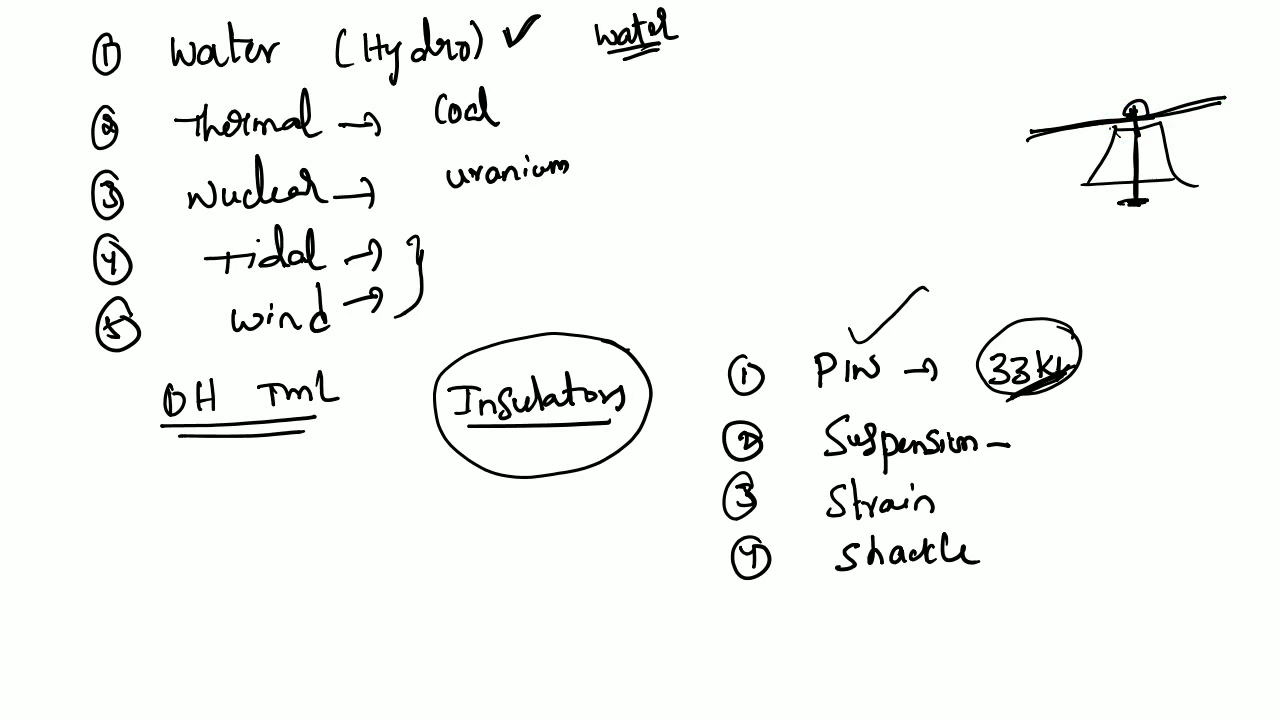 ① Water (Hydro) ✓ water
② Thermal → Coal
③ Nuclear → uranium
④ Tidal →
⑤ wind →
OH TmL Insulators
① PIN → 33KV
② Suspension -
③ Strain
④ Shackle